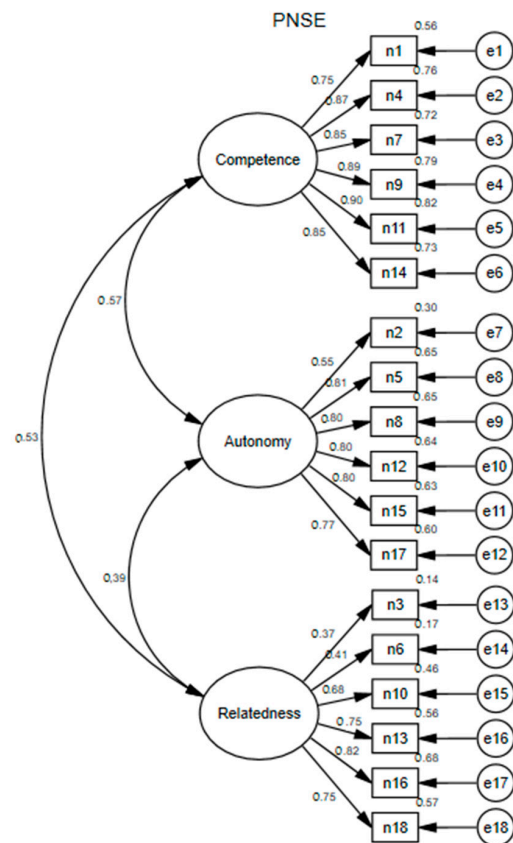 PNSE
0.56
n1
e1
0.75
0.76
n4
e2
0.87
0.72
n7
e3
0.85
0.79
Competence
n9
e4
0.89
0.82
n11
e5
0.90
0.73
n14
e6
0.85
0.57
0.30
n2
e7
0.55
0.65
n5
e8
0.81
0.65
n8
e9
0.80
0.64
Autonomy
n12
e10
0.80
0.63
n15
e11
0.80
0.60
n17
e12
0.77
0.53
0,39
0.14
n3
e13
0.37
0.17
n6
e14
0.41
0.46
n10
e15
0.68
0.56
Relatedness
n13
e16
0.75
0.68
n16
e17
0.82
0.57
n18
e18
0.75